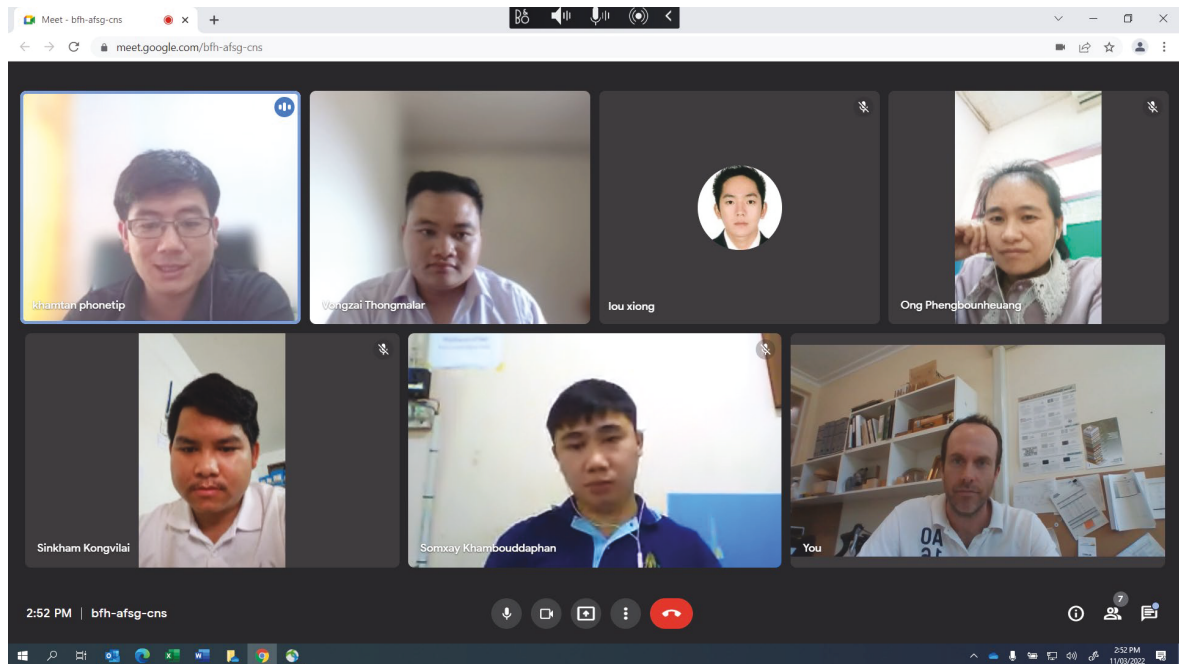 Meet - bfh-afsg-cns
meet.google.com/bfh-afsg-cns
khamtan phonetip
Vongzai Thongmalar
lou xiong
Ong Phengbounheuang
Sinkham Kongvilai
Somxay Khambouddaphan
OA
You
2:52 PM | bfh-afsg-cns
7
2:52 PM
11/03/2022